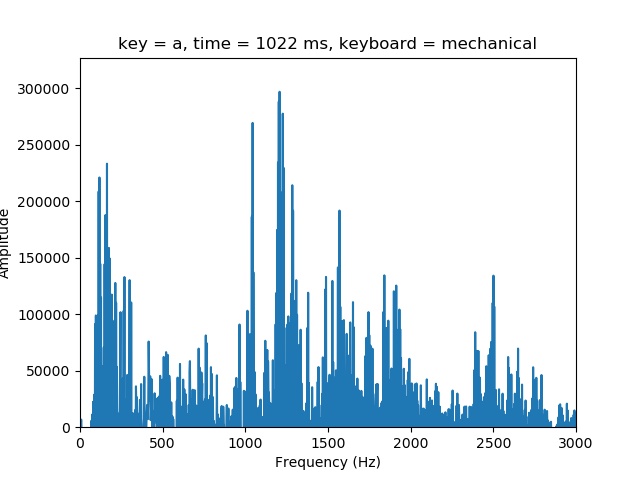 key = a, time = 1022 ms, keyboard = mechanical
300000
250000
200000
150000
100000
50000
0
Amplitude
0 500 1000 1500 2000 2500 3000
Frequency (Hz)